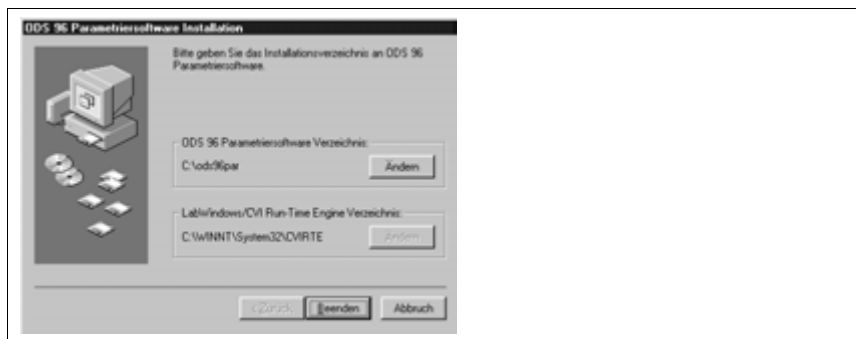 ODS 96 Parametriersoftware Installation
Bitte geben Sie das Installationsverzeichnis an ODS 96
Parametriersoftware.
ODS 96 Parametriersoftware Verzeichnis:
C:\ods96par
Ändern
LabWindows/CVI Run-Time Engine Verzeichnis:
C:\WINNT\System32\CVIRTE
Ändern
<Zurück
Beenden
Abbruch